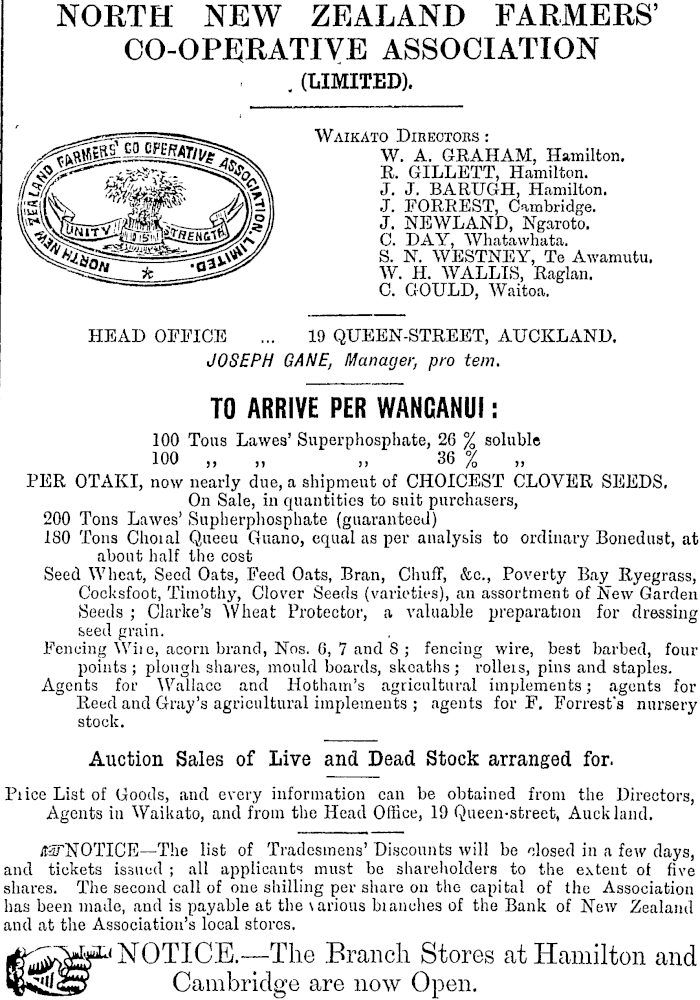 NORTH NEW ZEALAND FARMERS'
CO-OPERATIVE ASSOCIATION
(LIMITED).
NORTH NEW ZEALAND FARMERS' CO OPERATIVE ASSOCIATION LIMITED.
UNITY IS STRENGTH
WAIKATO DIRECTORS :
W. A. GRAHAM, Hamilton.
R. GILLETT, Hamilton.
J. J. BARUGH, Hamilton.
J. FORREST, Cambridge.
J. NEWLAND, Ngaroto.
C. DAY, Whatawhata.
S. N. WESTNEY, Te Awamutu.
W. H. WALLIS, Raglan.
C. GOULD, Waitoa.
HEAD OFFICE ... 19 QUEEN-STREET, AUCKLAND.
JOSEPH GANE, Manager, pro tem.
TO ARRIVE PER WANGANUI :
100 Tons Lawes' Superphosphate, 26 % soluble
100 ,, ,, ,, 36 % ,,
PER OTAKI, now nearly due, a shipment of CHOICEST CLOVER SEEDS.
On Sale, in quantities to suit purchasers,
200 Tons Lawes' Supherphosphate (guaranteed)
180 Tons Choral Queen Guano, equal as per analysis to ordinary Bonedust, at
about half the cost
Seed Wheat, Seed Oats, Feed Oats, Bran, Chuff, &c., Poverty Bay Ryegrass,
Cocksfoot, Timothy, Clover Seeds (varieties), an assortment of New Garden
Seeds ; Clarke's Wheat Protector, a valuable preparation for dressing
seed grain.
Fencing Wire, acorn brand, Nos. 6, 7 and 8 ; fencing wire, best barbed, four
points ; plough shares, mould boards, skeaths ; rollers, pins and staples.
Agents for Wallace and Hotham's agricultural implements ; agents for
Reed and Gray's agricultural implements ; agents for F. Forrest's nursery
stock.
Auction Sales of Live and Dead Stock arranged for.
Price List of Goods, and every information can be obtained from the Directors,
Agents in Waikato, and from the Head Office, 19 Queen-street, Auckland.
☞NOTICE—The list of Tradesmens' Discounts will be closed in a few days,
and tickets issued ; all applicants must be shareholders to the extent of five
shares. The second call of one shilling per share on the capital of the Association
has been made, and is payable at the various branches of the Bank of New Zealand
and at the Association's local stores.
NOTICE.—The Branch Stores at Hamilton and
Cambridge are now Open.